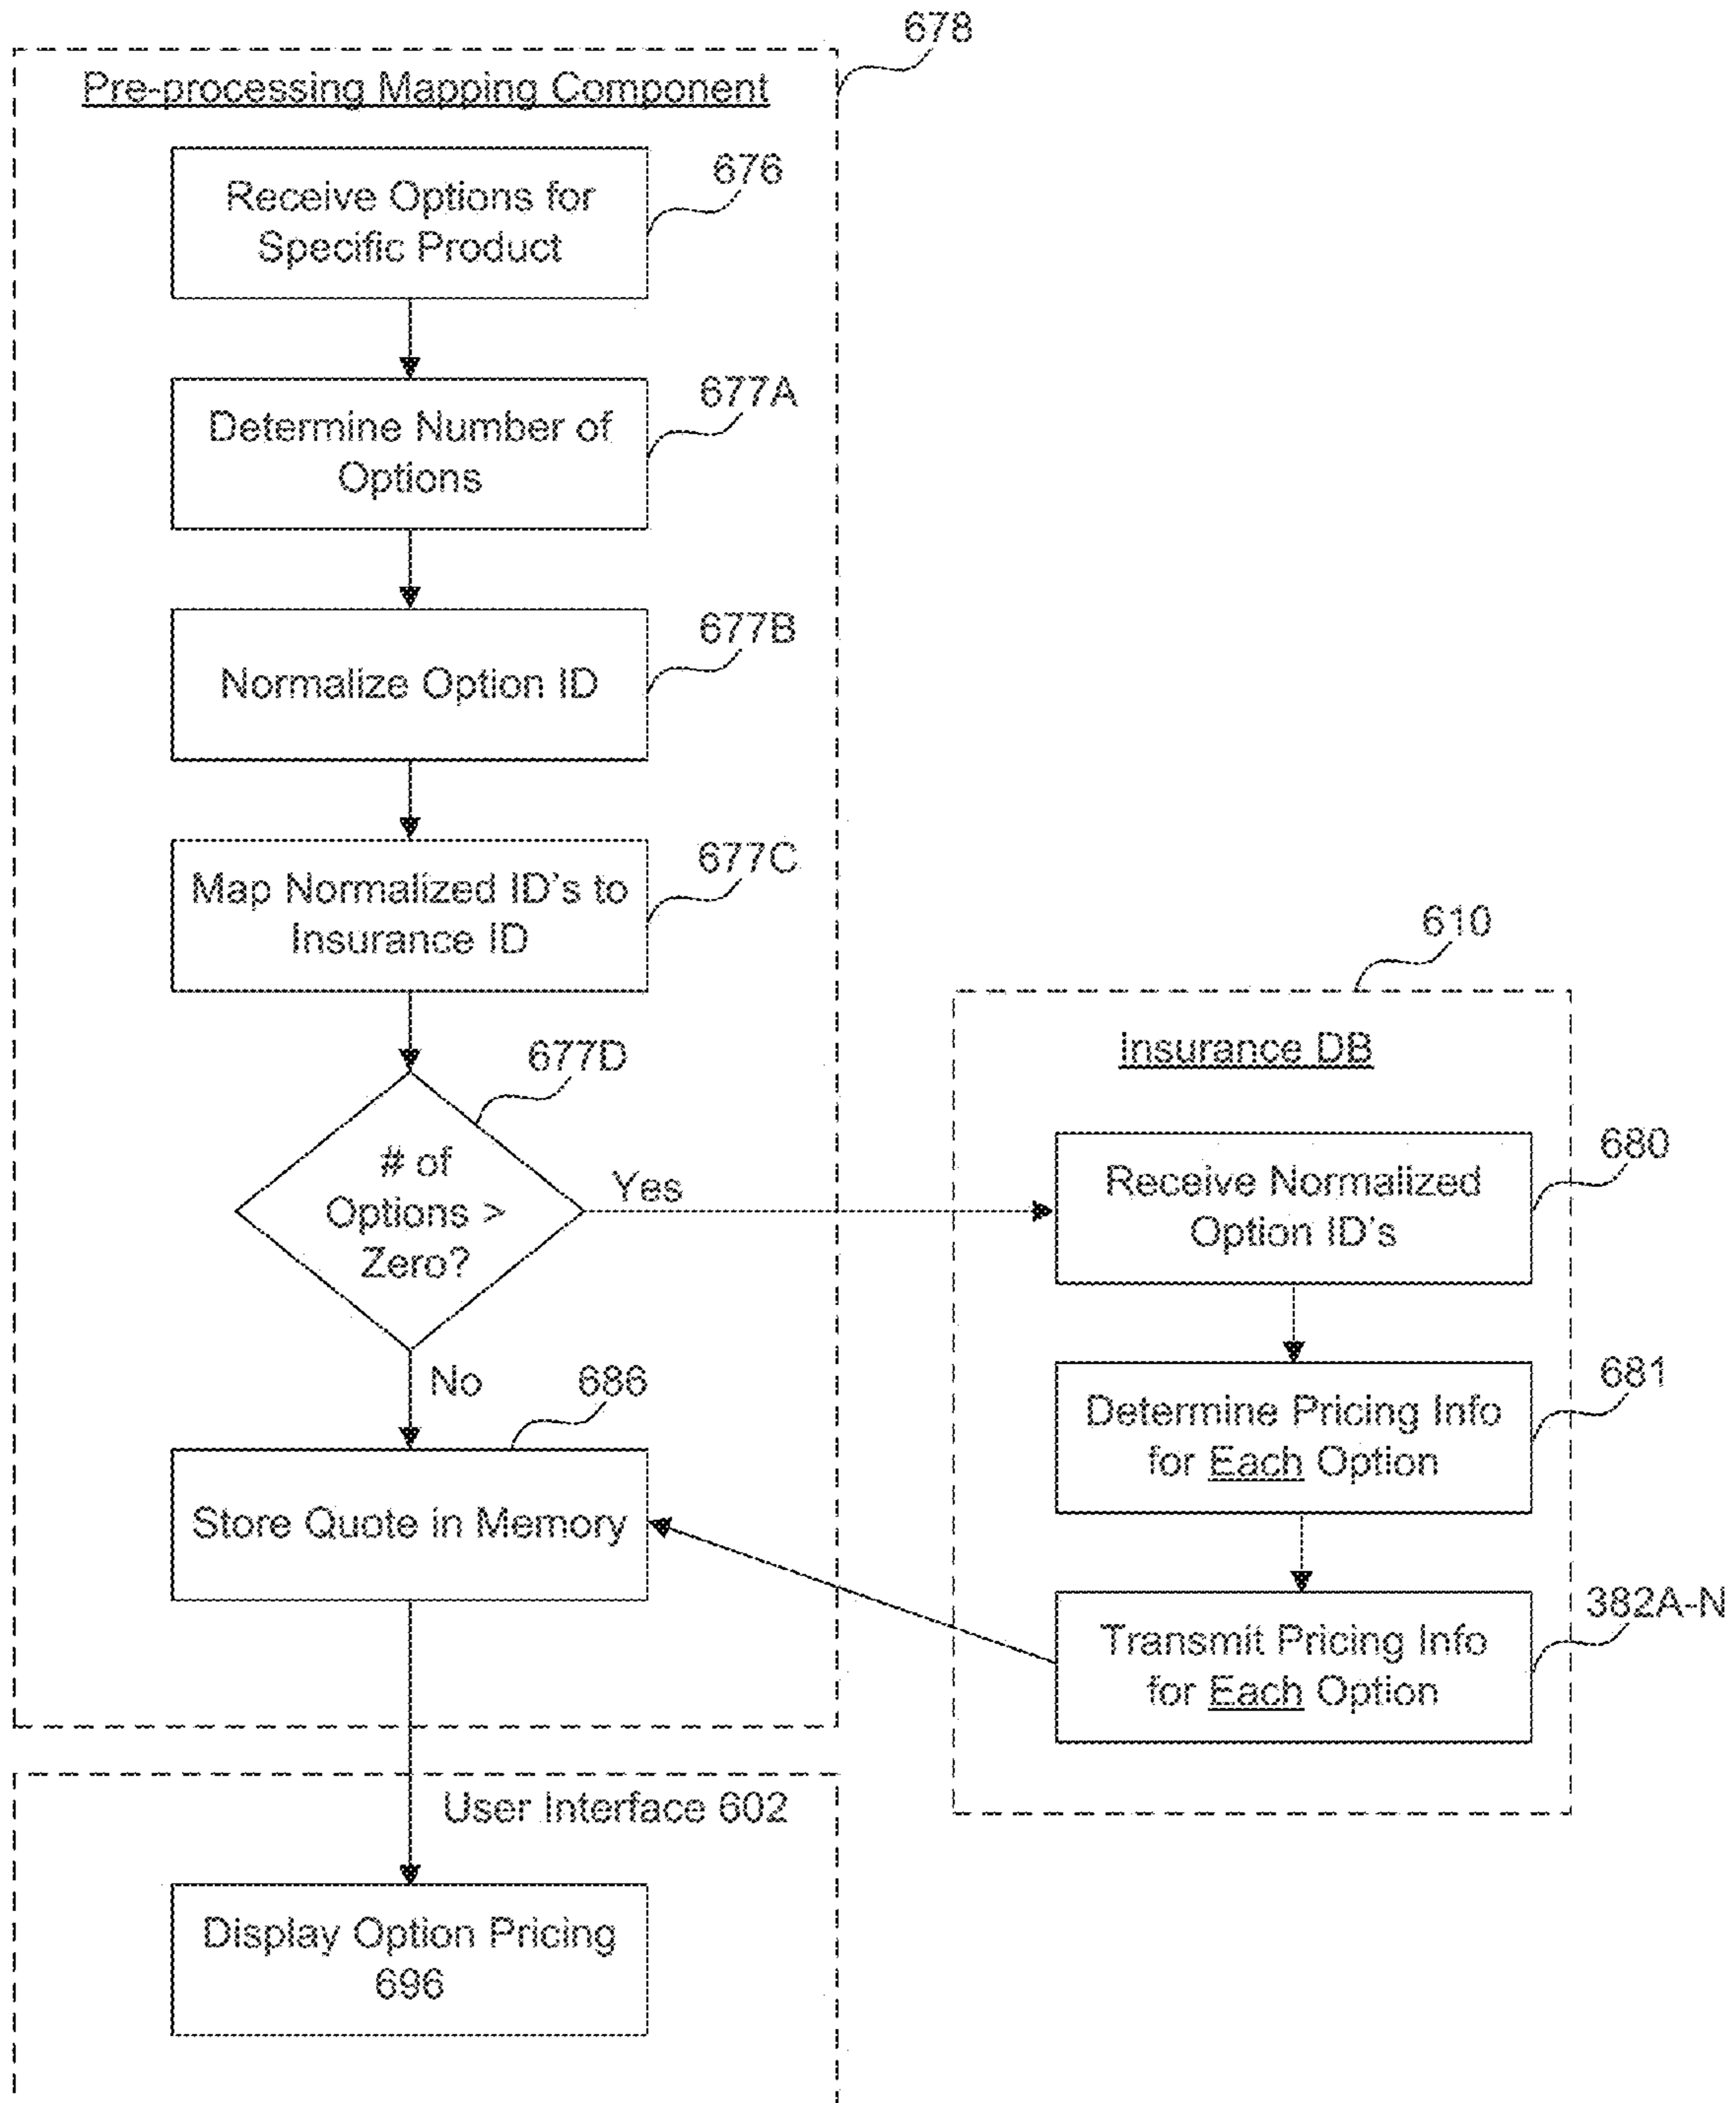 678
Pre-processing Mapping Component
676
Receive Options for
Specific Product
677A
Determine Number of
Options
677B
Normalize Option ID
677C
Map Normalized ID's to
Insurance ID
677D
# of
Options >
Zero?
Yes
No
610
Insurance DB
680
Receive Normalized
Option ID's
681
Determine Pricing Info
for Each Option
382A-N
Transmit Pricing Info
for Each Option
686
Store Quote in Memory
User Interface 602
Display Option Pricing
696